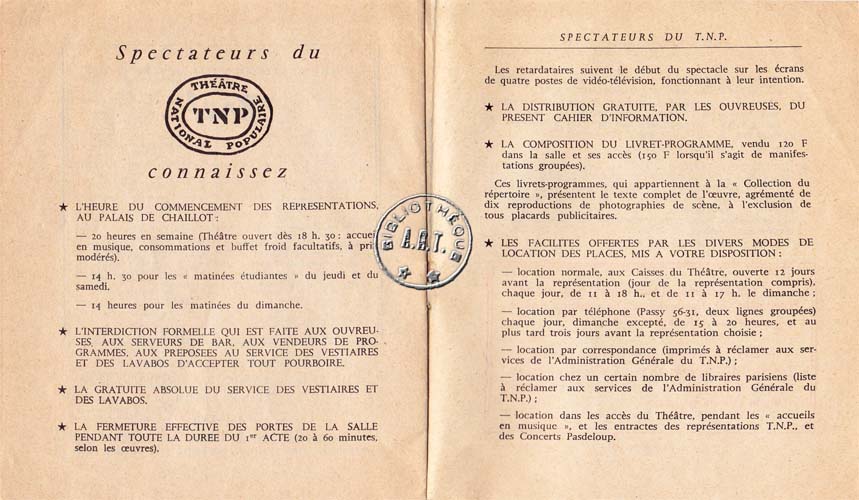 Spectateurs du
THÉÂTRE
NATIONAL POPULAIRE
TNP
connaissez
★ L'HEURE DU COMMENCEMENT DES REPRESENTATIONS,
AU PALAIS DE CHAILLOT :
— 20 heures en semaine (Théâtre ouvert dès 18 h. 30 : accueil
en musique, consommations et buffet froid facultatifs, à prix
modérés).
— 14 h. 30 pour les « matinées étudiantes » du jeudi et du
samedi.
— 14 heures pour les matinées du dimanche.
★ L'INTERDICTION FORMELLE QUI EST FAITE AUX OUVREU-
SES, AUX SERVEURS DE BAR, AUX VENDEURS DE PRO-
GRAMMES, AUX PREPOSEES AU SERVICE DES VESTIAIRES
ET DES LAVABOS D'ACCEPTER TOUT POURBOIRE.
★ LA GRATUITE ABSOLUE DU SERVICE DES VESTIAIRES ET
DES LAVABOS.
★ LA FERMETURE EFFECTIVE DES PORTES DE LA SALLE
PENDANT TOUTE LA DUREE DU 1er ACTE (20 à 60 minutes,
selon les œuvres).
BIBLIOTHÈQUE
A.R.T.
SPECTATEURS DU T.N.P.
Les retardataires suivent le début du spectacle sur les écrans
de quatre postes de vidéo-télévision, fonctionnant à leur intention.
★ LA DISTRIBUTION GRATUITE, PAR LES OUVREUSES, DU
PRESENT CAHIER D'INFORMATION.
★ LA COMPOSITION DU LIVRET-PROGRAMME, vendu 120 F
dans la salle et ses accès (150 F lorsqu'il s'agit de manifes-
tations groupées).
Ces livrets-programmes, qui appartiennent à la « Collection du
répertoire », présentent le texte complet de l'œuvre, agrémenté de
dix reproductions de photographies de scène, à l'exclusion de
tous placards publicitaires.
★ LES FACILITES OFFERTES PAR LES DIVERS MODES DE
LOCATION DES PLACES, MIS A VOTRE DISPOSITION :
— location normale, aux Caisses du Théâtre, ouverte 12 jours
avant la représentation (jour de la représentation compris),
chaque jour, de 11 à 18 h., et de 11 à 17 h. le dimanche ;
— location par téléphone (Passy 56-31, deux lignes groupées)
chaque jour, dimanche excepté, de 15 à 20 heures, et au
plus tard trois jours avant la représentation choisie ;
— location par correspondance (imprimés à réclamer aux ser-
vices de l'Administration Générale du T.N.P.) ;
— location chez un certain nombre de libraires parisiens (liste
à réclamer aux services de l'Administration Générale du
T.N.P.) ;
— location dans les accès du Théâtre, pendant les « accueils
en musique », et les entractes des représentations T.N.P., et
des Concerts Pasdeloup.